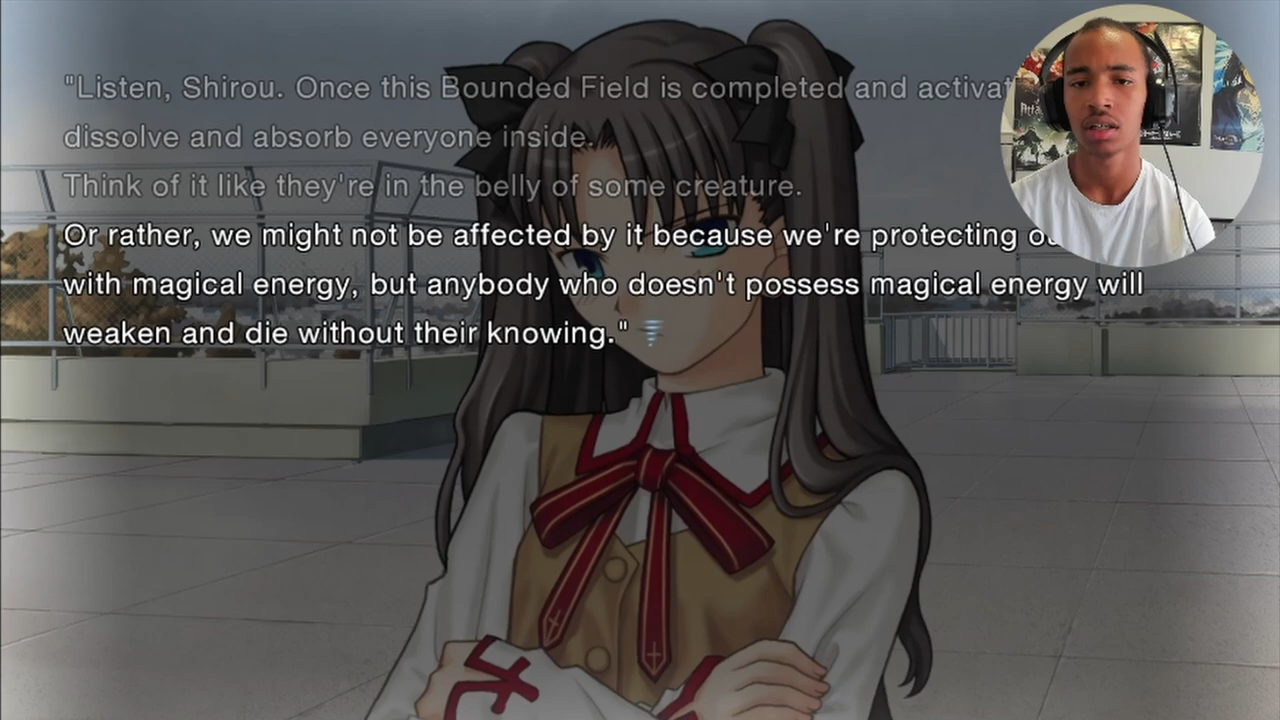 "Listen, Shirou. Once this Bounded Field is completed and
dissolve and absorb everyone inside.
Think of it like they're in the belly of some creature.
Or rather, we might not be affected by it because we're protecting
with magical energy, but anybody who doesn't possess magical energy will
weaken and die without their knowing."